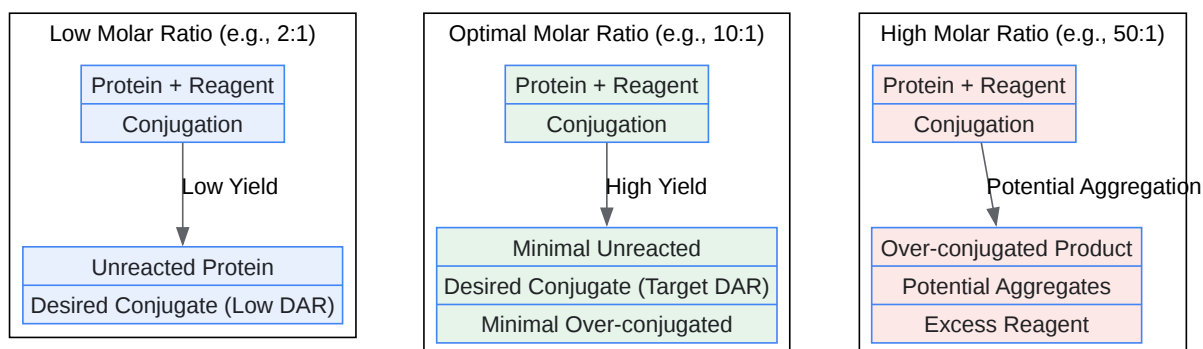 Low Molar Ratio (e.g., 2:1)
Protein + Reagent
Conjugation
Low Yield
Unreacted Protein
Desired Conjugate (Low DAR)
Optimal Molar Ratio (e.g., 10:1)
Protein + Reagent
Conjugation
High Yield
Minimal Unreacted
Desired Conjugate (Target DAR)
Minimal Over-conjugated
High Molar Ratio (e.g., 50:1)
Protein + Reagent
Conjugation
Potential Aggregation
Over-conjugated Product
Potential Aggregates
Excess Reagent